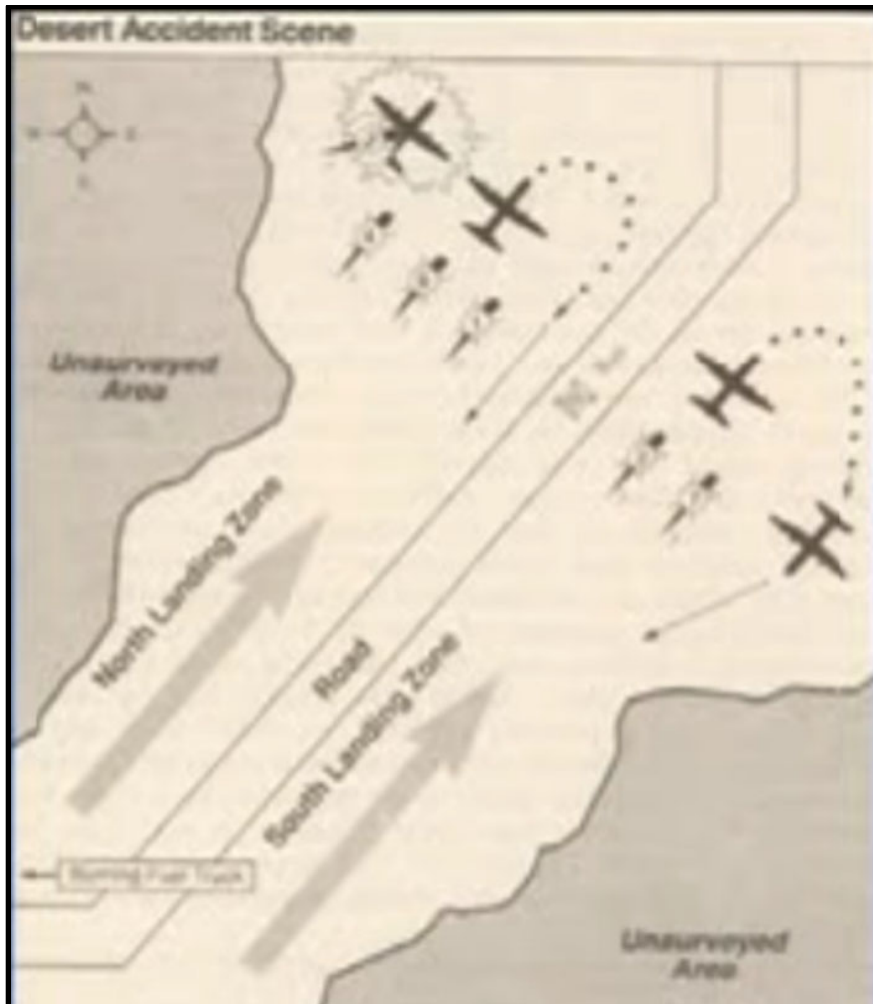 Desert Accident Scene
N
W E
S
Unsurveyed
Area
North Landing Zone
Road
South Landing Zone
Burning Fuel Truck
Unsurveyed
Area